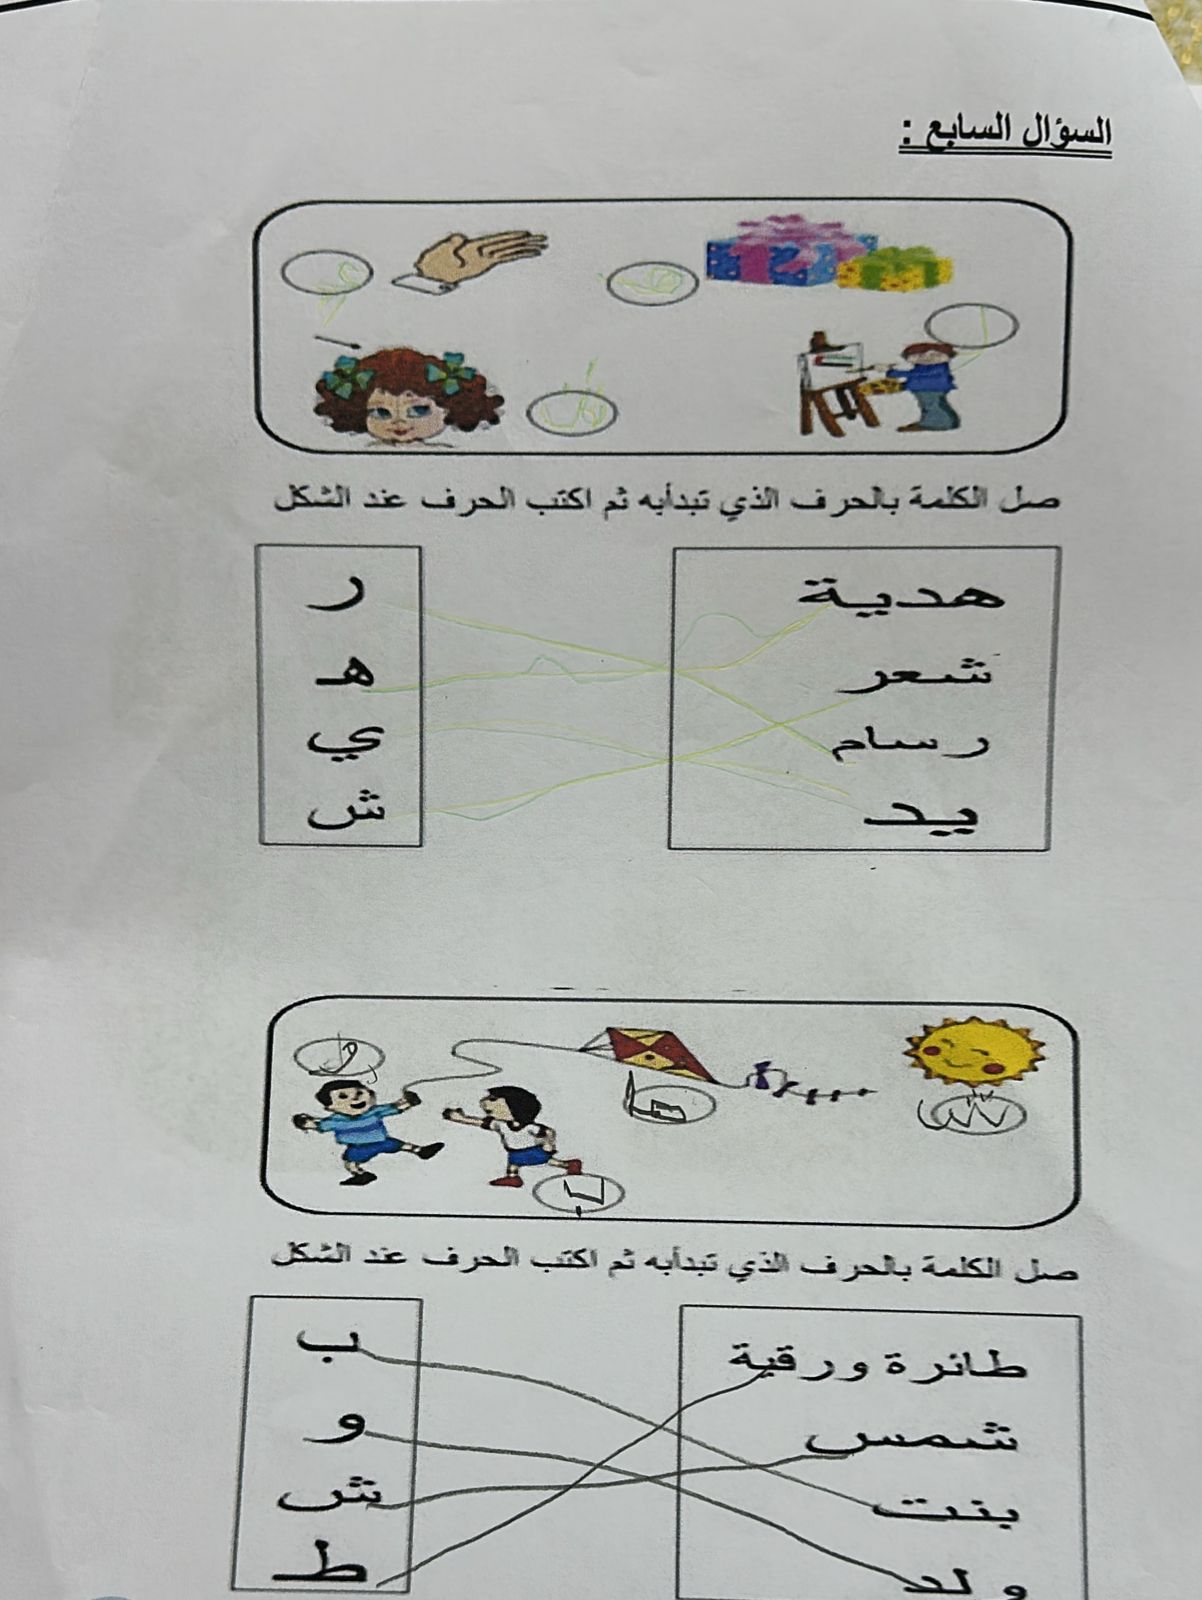 السؤال السابع :
ي
هـ
ر
ش
صل الكلمة بالحرف الذي تبدأبه ثم اكتب الحرف عند الشكل
هدية ر
شعر هـ
رسام ي
يد ش
و
ط
ش
ب
صل الكلمة بالحرف الذي تبدأبه ثم اكتب الحرف عند الشكل
طائرة ورقية ب
شمس و
بنت ش
ولد ط